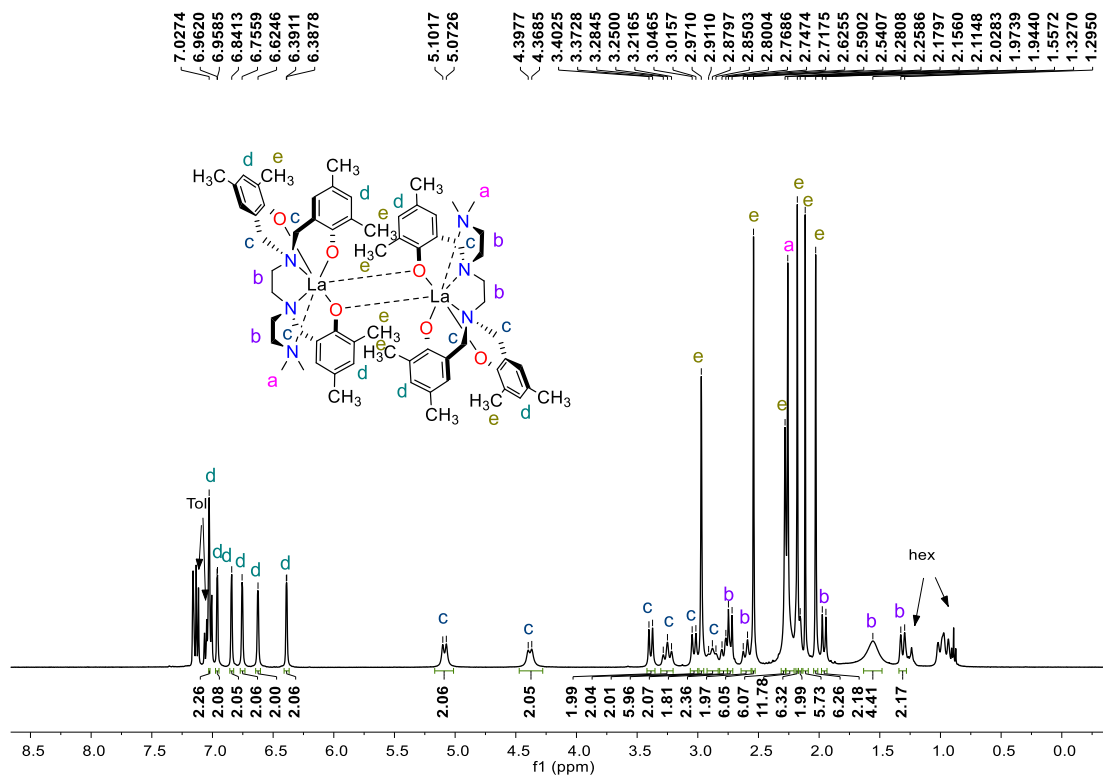 7.0274 6.9620 6.9585 6.8413 6.7559 6.6246 6.3911 6.3878 5.1017 5.0726 4.3977 4.3685 3.4025 3.3728 3.2845 3.2500 3.2165 3.0465 3.0157 2.9710 2.9110 2.8797 2.8503 2.8004 2.7686 2.7474 2.7175 2.6255 2.5902 2.5407 2.2808 2.2586 2.1797 2.1560 2.1148 2.0283 1.9739 1.9440 1.5572 1.3270 1.2950
d e CH₃ CH₃
H₃C CH₃ d d a
O c d e N
c CH₃ c b
N O e O N
b La La b
N O e O N c
b c CH₃ H₃C c O
N e e
a d d
CH₃ CH₃ H₃C d CH₃
e
e
e e
e
a
e
e
d
Tol
d d d d d
hex
c c c c c c b b b b b
2.26 2.08 2.05 2.06 2.00 2.06 2.06 2.05 1.99 2.04 2.01 5.96 2.07 1.81 2.36 1.97 6.05 6.07 11.78 6.32 1.99 5.73 6.26 2.18 4.41 2.17
8.5 8.0 7.5 7.0 6.5 6.0 5.5 5.0 4.5 4.0 3.5 3.0 2.5 2.0 1.5 1.0 0.5 0.0
f1 (ppm)